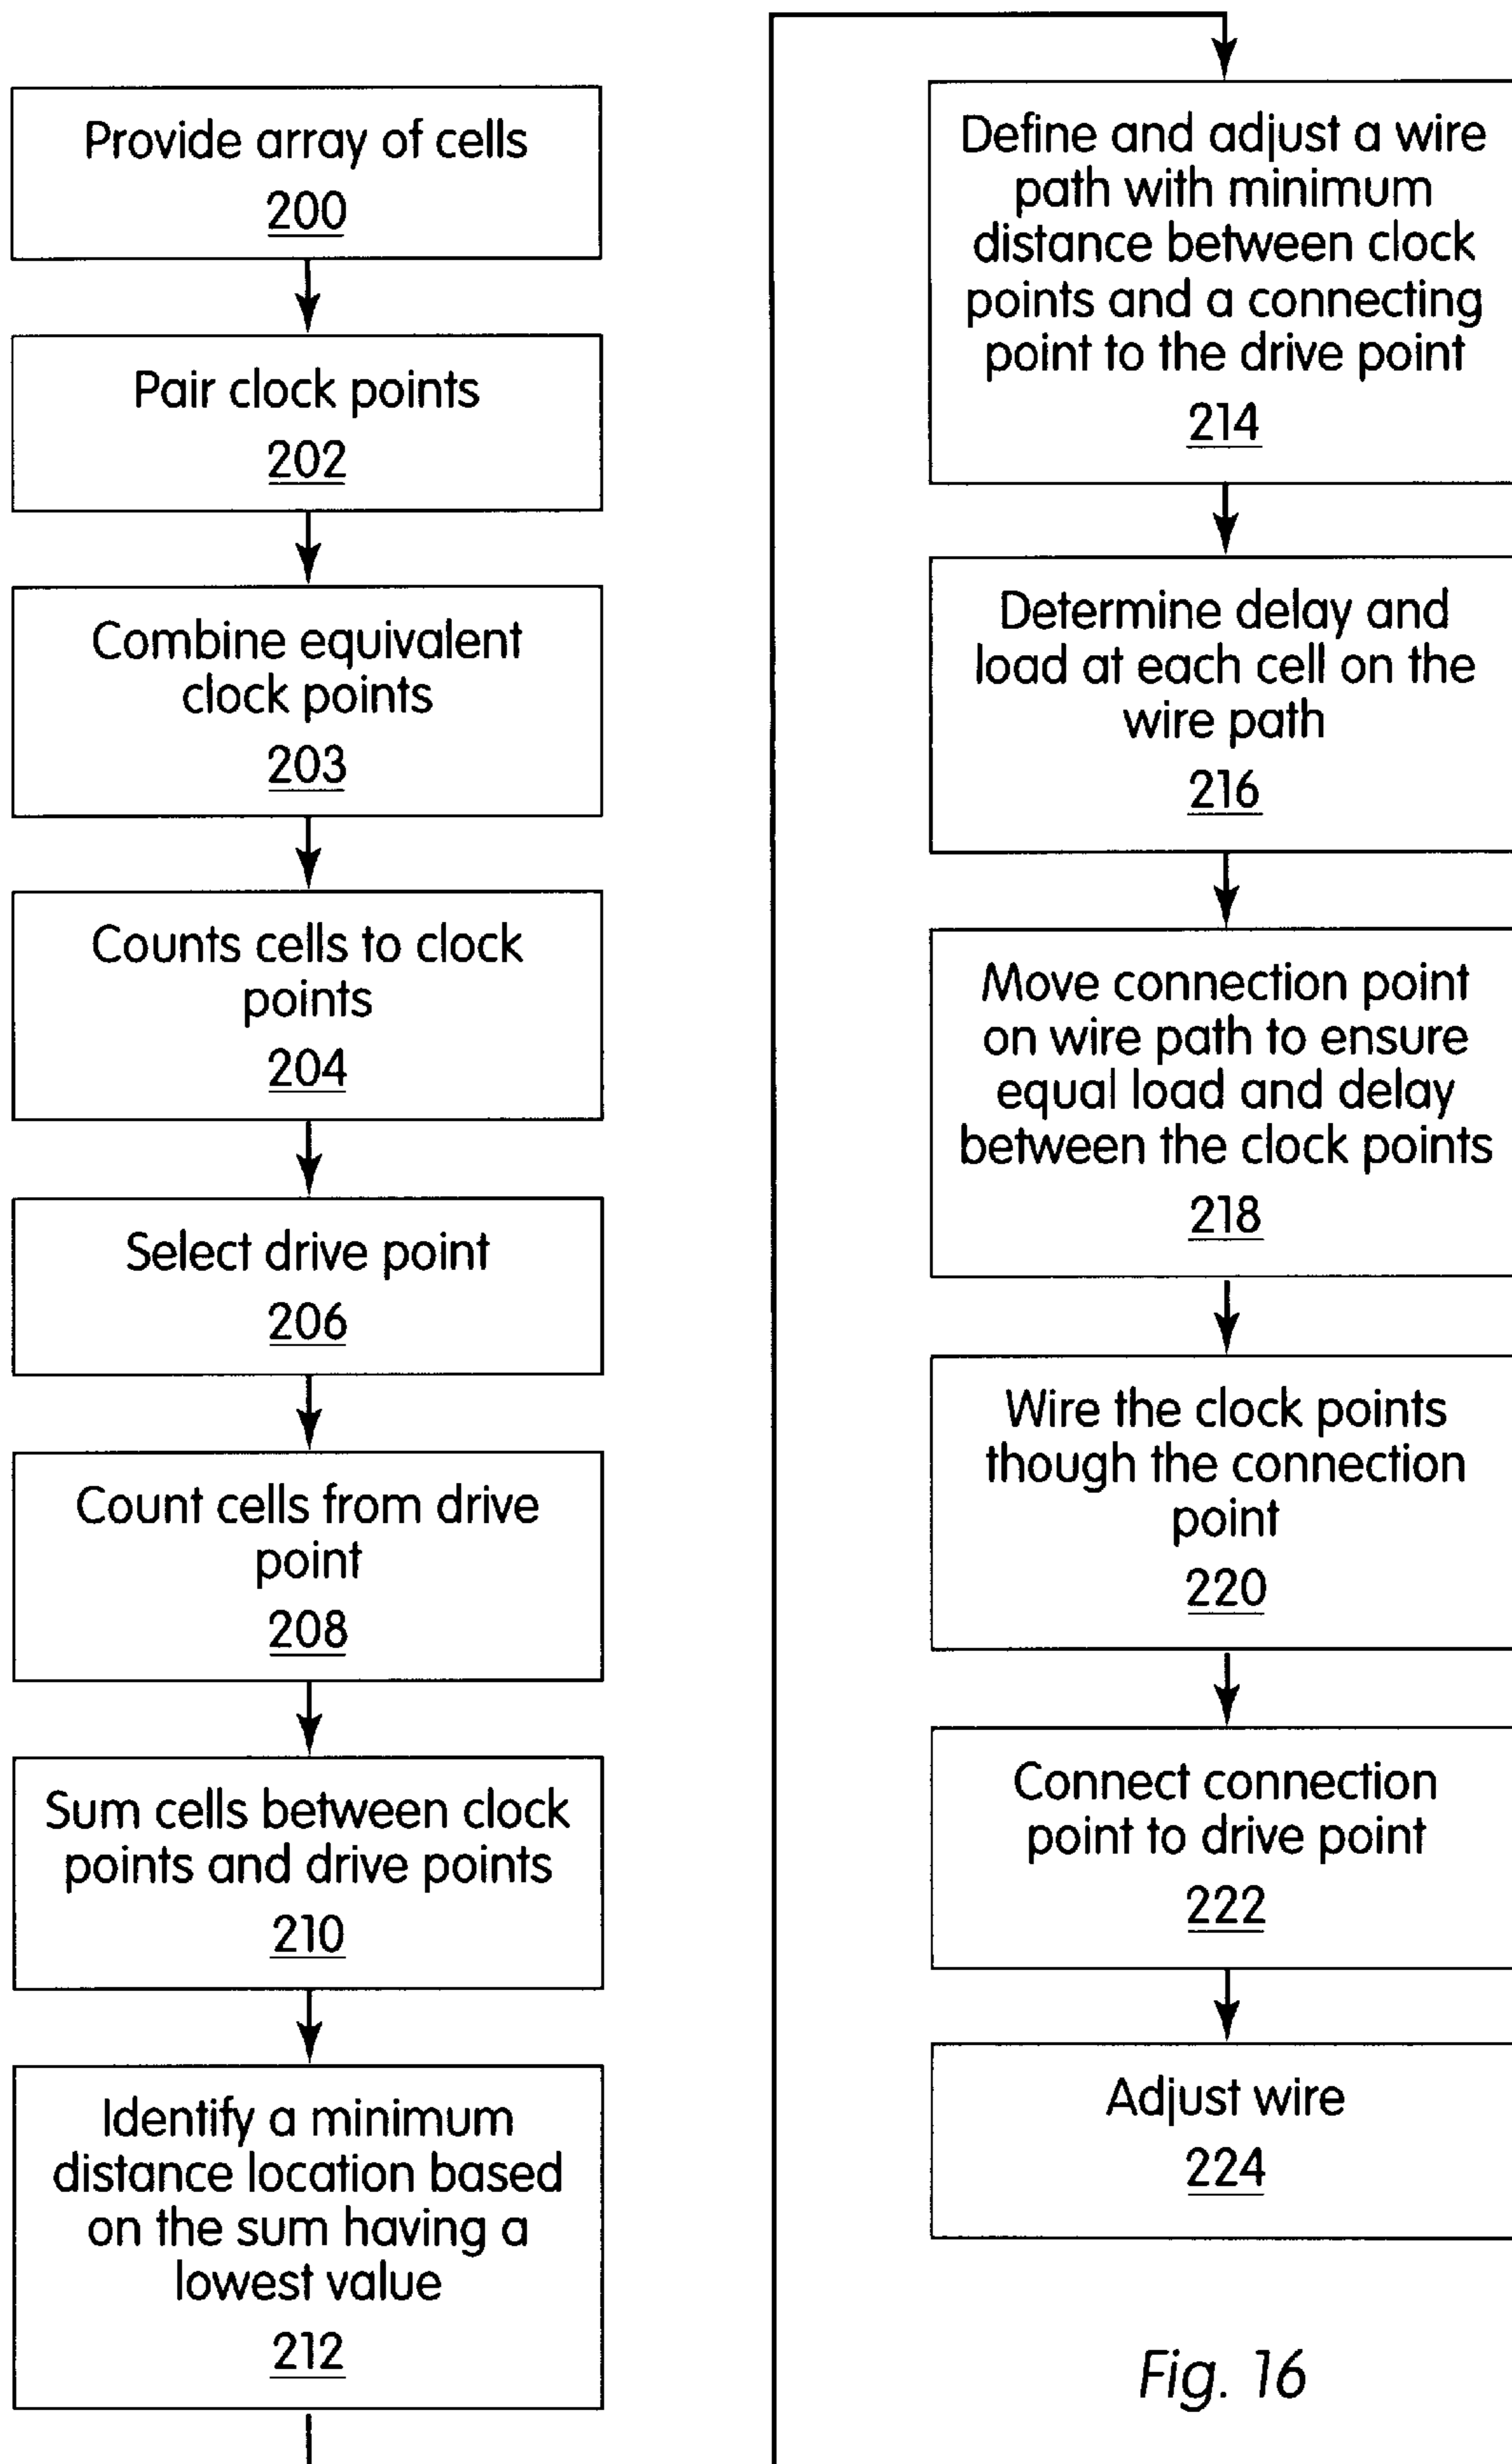 Provide array of cells
200
Pair clock points
202
Combine equivalent
clock points
203
Counts cells to clock
points
204
Select drive point
206
Count cells from drive
point
208
Sum cells between clock
points and drive points
210
Identify a minimum
distance location based
on the sum having a
lowest value
212
Define and adjust a wire
path with minimum
distance between clock
points and a connecting
point to the drive point
214
Determine delay and
load at each cell on the
wire path
216
Move connection point
on wire path to ensure
equal load and delay
between the clock points
218
Wire the clock points
though the connection
point
220
Connect connection
point to drive point
222
Adjust wire
224
Fig. 16